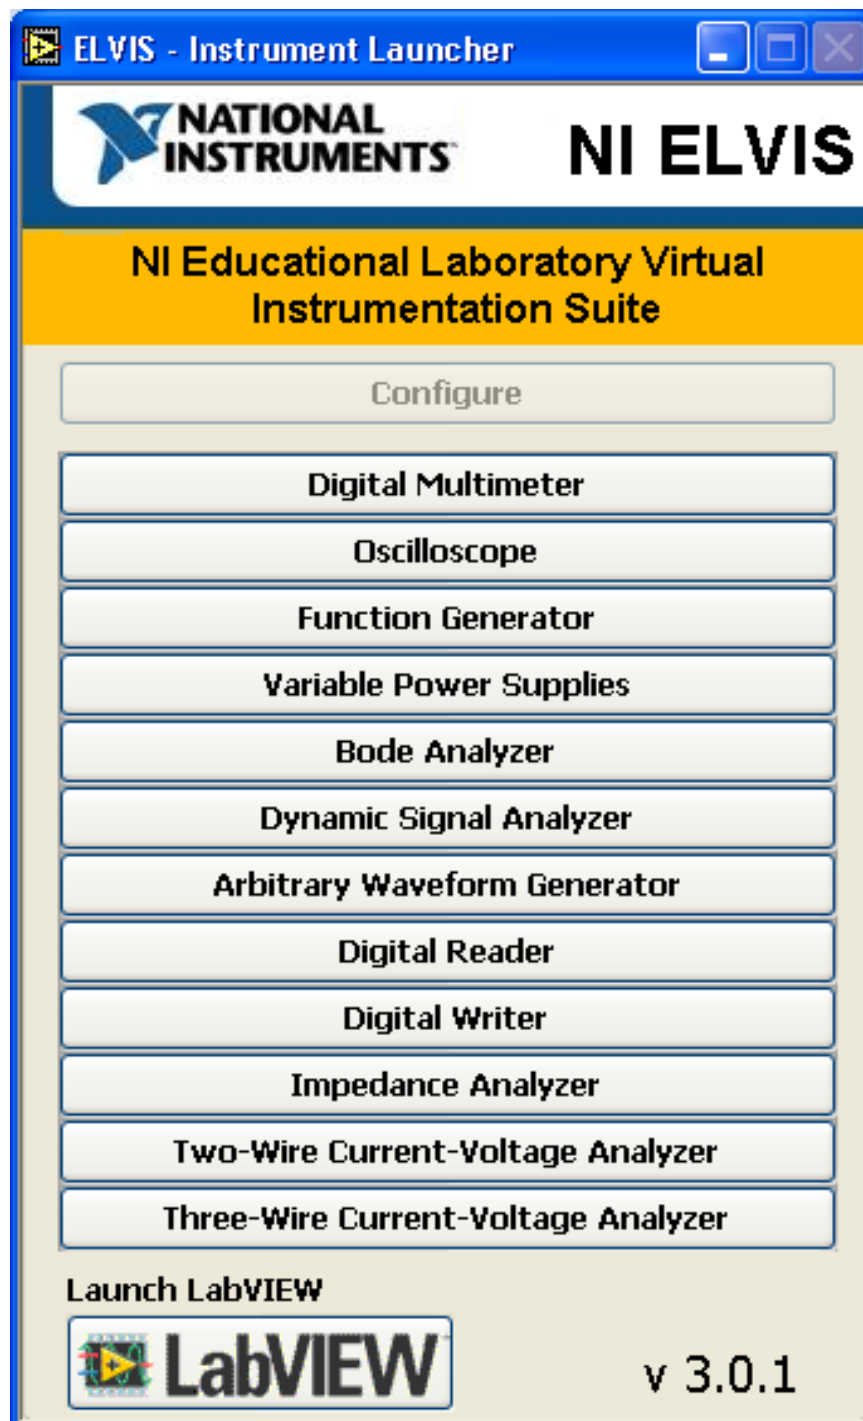 ELVIS - Instrument Launcher
NATIONAL
INSTRUMENTS™
NI ELVIS
NI Educational Laboratory Virtual
Instrumentation Suite
Configure
Digital Multimeter
Oscilloscope
Function Generator
Variable Power Supplies
Bode Analyzer
Dynamic Signal Analyzer
Arbitrary Waveform Generator
Digital Reader
Digital Writer
Impedance Analyzer
Two-Wire Current-Voltage Analyzer
Three-Wire Current-Voltage Analyzer
Launch LabVIEW
LabVIEW™
v 3.0.1